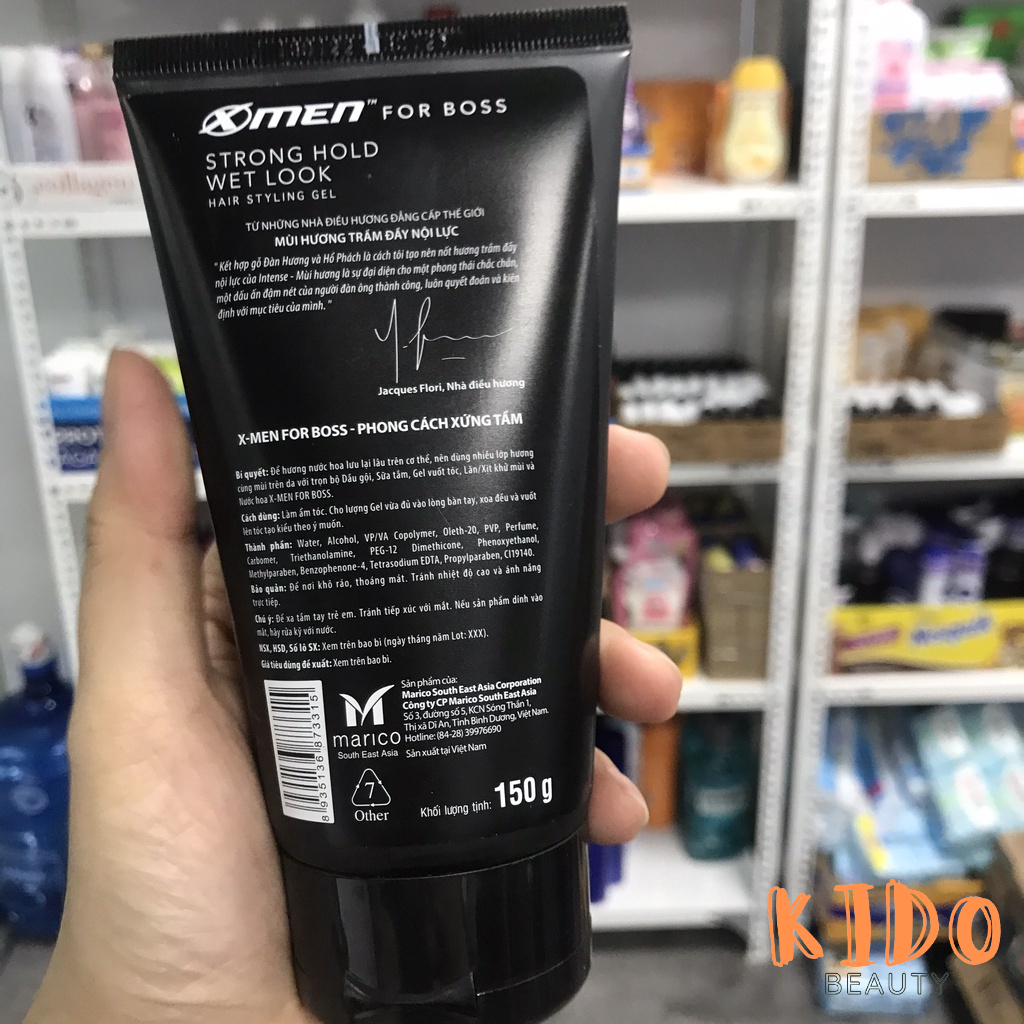 X-MEN™ FOR BOSS
STRONG HOLD
WET LOOK
HAIR STYLING GEL
TỪ NHỮNG NHÀ ĐIỀU HƯƠNG ĐẲNG CẤP THẾ GIỚI
MÙI HƯƠNG TRẦM ĐẦY NỘI LỰC
"Kết hợp gỗ Đàn Hương và Hổ Phách là cách tôi tạo nên nốt hương trầm đầy
nội lực của Intense - Mùi hương là sự đại diện cho một phong thái chắc chắn,
một dấu ấn đậm nét của người đàn ông thành công, luôn quyết đoán và kiên
định với mục tiêu của mình."
Jacques Flori, Nhà điều hương
X-MEN FOR BOSS - PHONG CÁCH XỨNG TẦM
Bí quyết: Để hương nước hoa lưu lại lâu trên cơ thể, nên dùng nhiều lớp hương
cùng mùi trên da với trọn bộ Dầu gội, Sữa tắm, Gel vuốt tóc, Lăn/Xịt khử mùi và
Nước hoa X-MEN FOR BOSS.
Cách dùng: Làm ẩm tóc. Cho lượng Gel vừa đủ vào lòng bàn tay, xoa đều và vuốt
lên tóc tạo kiểu theo ý muốn.
Thành phần: Water, Alcohol, VP/VA Copolymer, Oleth-20, PVP, Perfume,
Carbomer, Triethanolamine, PEG-12 Dimethicone, Phenoxyethanol,
Methylparaben, Benzophenone-4, Tetrasodium EDTA, Propylparaben, CI19140.
Bảo quản: Để nơi khô ráo, thoáng mát. Tránh nhiệt độ cao và ánh nắng
trực tiếp.
Chú ý: Để xa tầm tay trẻ em. Tránh tiếp xúc với mắt. Nếu sản phẩm dính vào
mắt, hãy rửa kỹ với nước.
NSX, HSD, Số lô SX: Xem trên bao bì (ngày tháng năm Lot: XXX).
Giá tiêu dùng đề xuất: Xem trên bao bì.
8 935136 873315
marico
South East Asia
Sản phẩm của:
Marico South East Asia Corporation
Công ty CP Marico South East Asia
Số 3, đường số 5, KCN Sóng Thần 1,
Thị xã Dĩ An, Tỉnh Bình Dương, Việt Nam.
Hotline: (84-28) 39976690
Sản xuất tại Việt Nam
7
Other
Khối lượng tịnh: 150 g
KIDO
BEAUTY